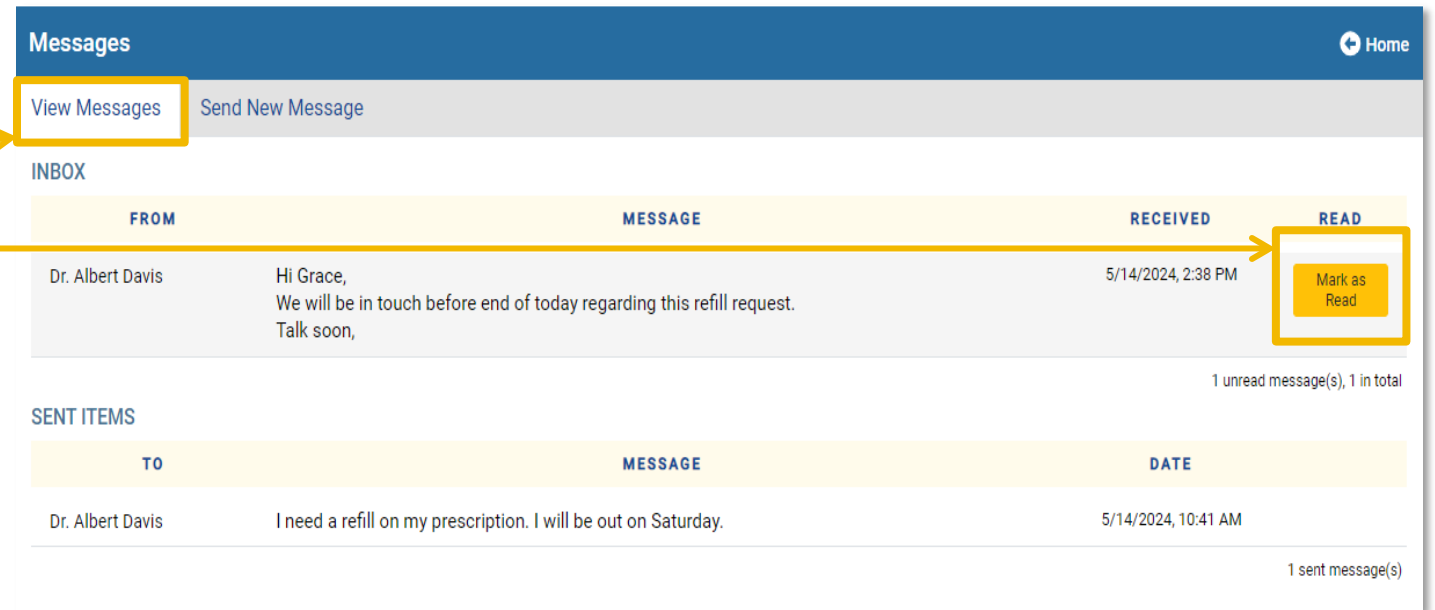 Messages
Home
View Messages Send New Message
INBOX
FROM MESSAGE RECEIVED READ
Dr. Albert Davis Hi Grace, 5/14/2024, 2:38 PM Mark as
We will be in touch before end of today regarding this refill request. Read
Talk soon,
1 unread message(s), 1 in total
SENT ITEMS
TO MESSAGE DATE
Dr. Albert Davis I need a refill on my prescription. I will be out on Saturday. 5/14/2024, 10:41 AM
1 sent message(s)